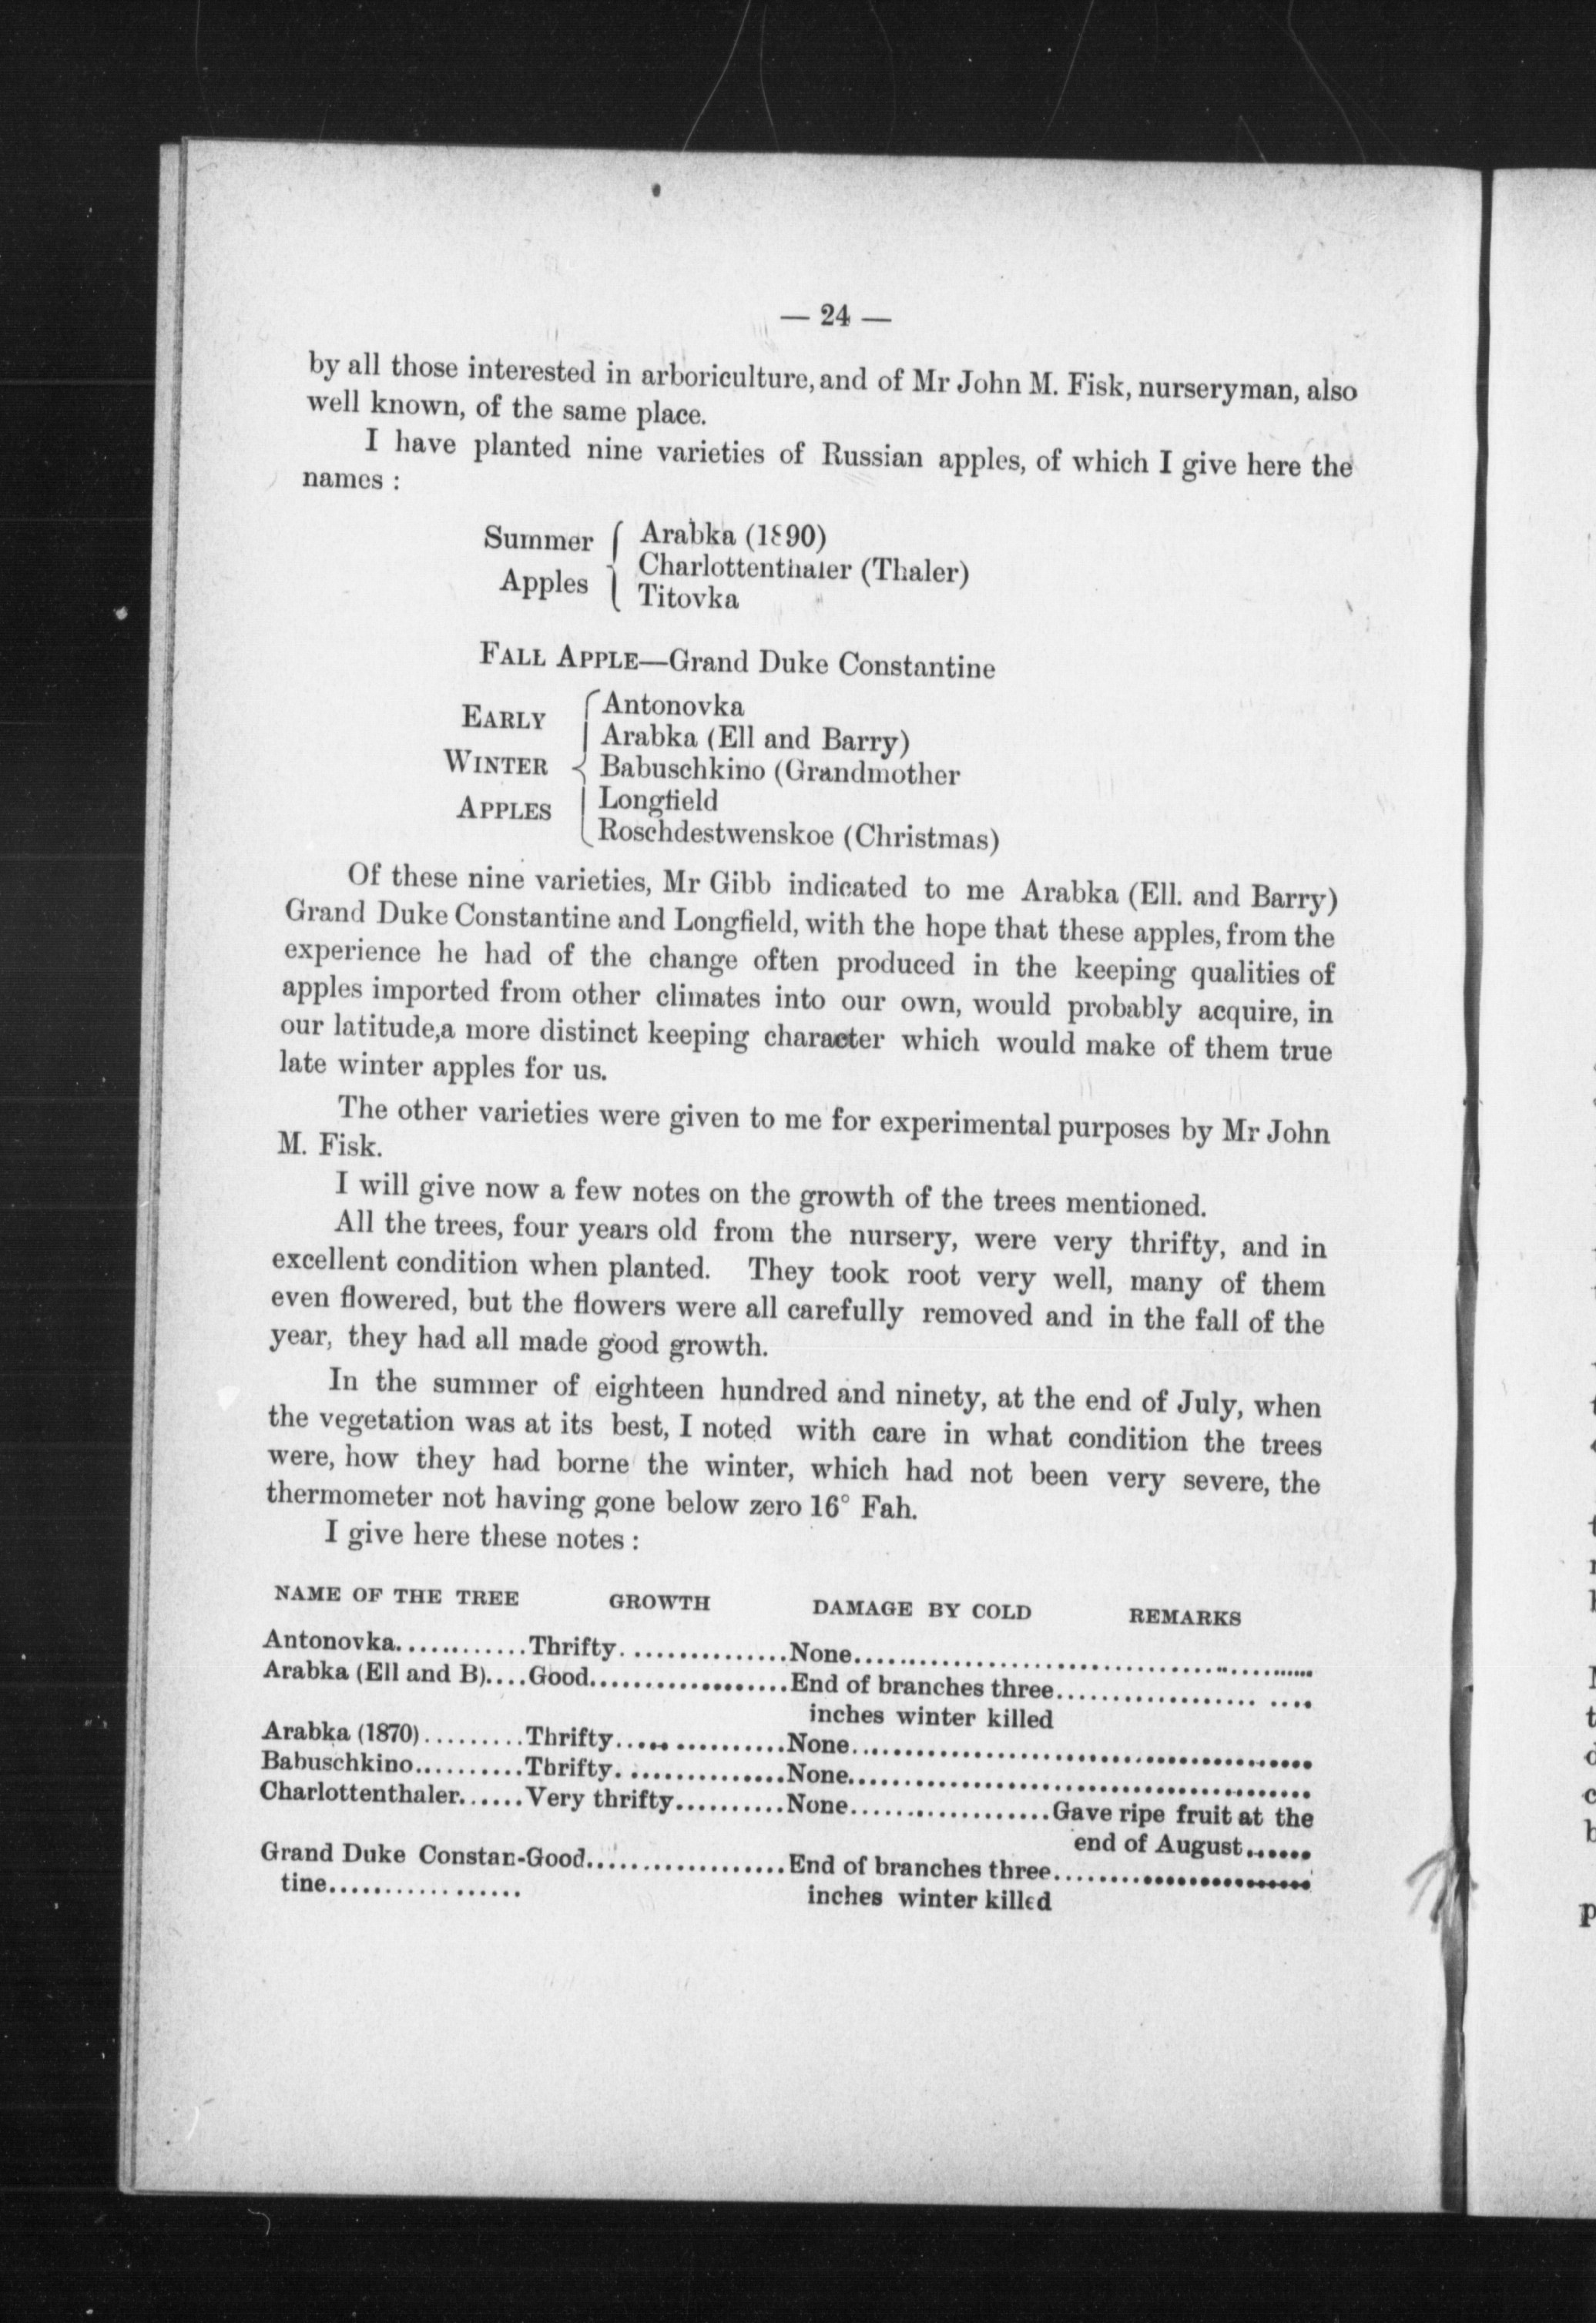 — 24 —
by all those interested in arboriculture, and of Mr John M. Fisk, nurseryman, also
well known, of the same place.
I have planted nine varieties of Russian apples, of which I give here the
names :
Summer Apples { Arabka (1890)
Charlottenthaler (Thaler)
Titovka
FALL APPLE—Grand Duke Constantine
EARLY WINTER APPLES { Antonovka
Arabka (Ell and Barry)
Babuschkino (Grandmother
Longfield
Roschdestwenskoe (Christmas)
Of these nine varieties, Mr Gibb indicated to me Arabka (Ell. and Barry)
Grand Duke Constantine and Longfield, with the hope that these apples, from the
experience he had of the change often produced in the keeping qualities of
apples imported from other climates into our own, would probably acquire, in
our latitude,a more distinct keeping character which would make of them true
late winter apples for us.
The other varieties were given to me for experimental purposes by Mr John
M. Fisk.
I will give now a few notes on the growth of the trees mentioned.
All the trees, four years old from the nursery, were very thrifty, and in
excellent condition when planted. They took root very well, many of them
even flowered, but the flowers were all carefully removed and in the fall of the
year, they had all made good growth.
In the summer of eighteen hundred and ninety, at the end of July, when
the vegetation was at its best, I noted with care in what condition the trees
were, how they had borne the winter, which had not been very severe, the
thermometer not having gone below zero 16° Fah.
I give here these notes :
NAME OF THE TREE GROWTH DAMAGE BY COLD REMARKS
Antonovka............Thrifty................None........................................
Arabka (Ell and B)....Good..................End of branches three.......................
inches winter killed
Arabka (1870).........Thrifty................None........................................
Babuschkino..........Thrifty................None........................................
Charlottenthaler......Very thrifty..........None..................Gave ripe fruit at the
end of August......
Grand Duke Constan-Good..................End of branches three.......................
tine.................. inches winter killed